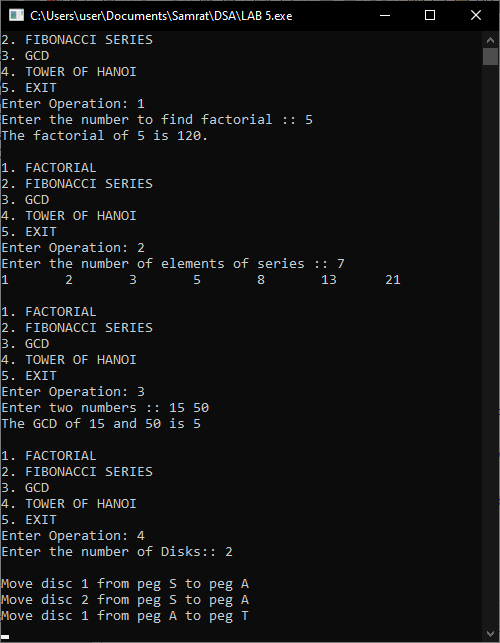 C:\Users\user\Documents\Samrat\DSA\LAB 5.exe
2. FIBONACCI SERIES
3. GCD
4. TOWER OF HANOI
5. EXIT
Enter Operation: 1
Enter the number to find factorial :: 5
The factorial of 5 is 120.
1. FACTORIAL
2. FIBONACCI SERIES
3. GCD
4. TOWER OF HANOI
5. EXIT
Enter Operation: 2
Enter the number of elements of series :: 7
1 2 3 5 8 13 21
1. FACTORIAL
2. FIBONACCI SERIES
3. GCD
4. TOWER OF HANOI
5. EXIT
Enter Operation: 3
Enter two numbers :: 15 50
The GCD of 15 and 50 is 5
1. FACTORIAL
2. FIBONACCI SERIES
3. GCD
4. TOWER OF HANOI
5. EXIT
Enter Operation: 4
Enter the number of Disks:: 2
Move disc 1 from peg S to peg A
Move disc 2 from peg S to peg A
Move disc 1 from peg A to peg T